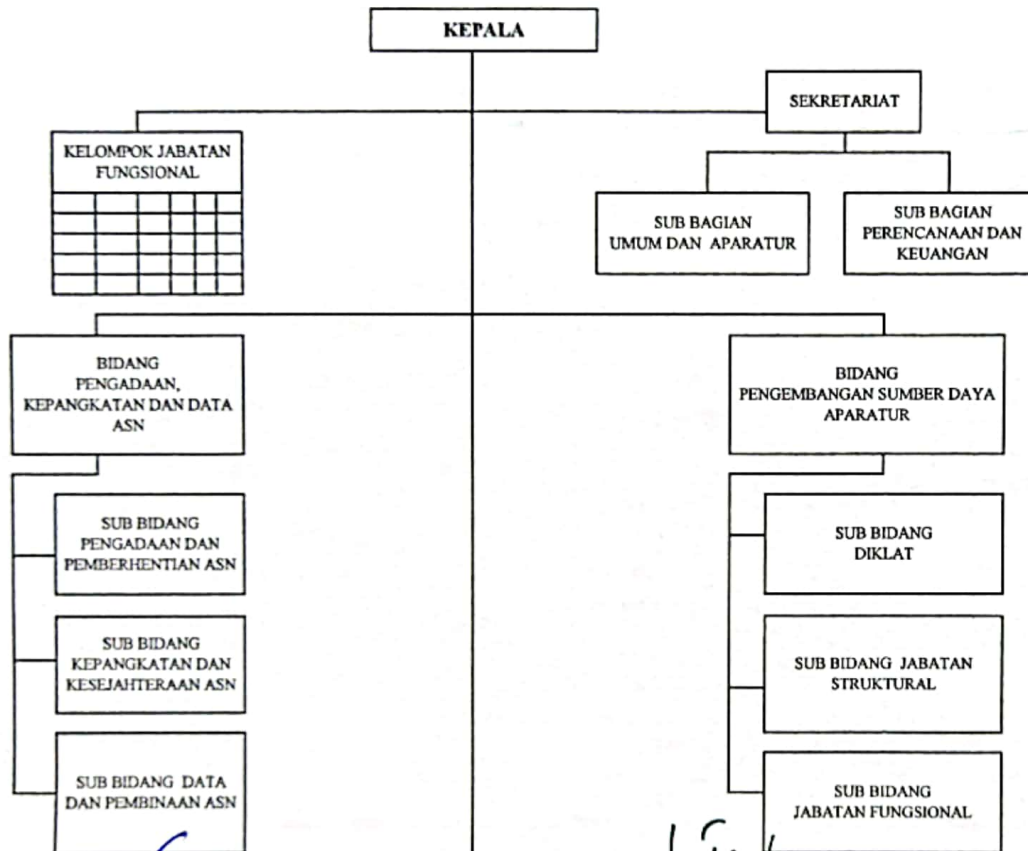 KEPALA
SEKRETARIAT
KELOMPOK JABATAN
FUNGSIONAL
SUB BAGIAN
UMUM DAN APARATUR
SUB BAGIAN
PERENCANAAN DAN
KEUANGAN
BIDANG
PENGADAAN,
KEPANGKATAN DAN DATA
ASN
BIDANG
PENGEMBANGAN SUMBER DAYA
APARATUR
SUB BIDANG
PENGADAAN DAN
PEMBERHENTIAN ASN
SUB BIDANG
KEPANGKATAN DAN
KESEJAHTERAAN ASN
SUB BIDANG DATA
DAN PEMBINAAN ASN
SUB BIDANG
DIKLAT
SUB BIDANG JABATAN
STRUKTURAL
SUB BIDANG
JABATAN FUNGSIONAL